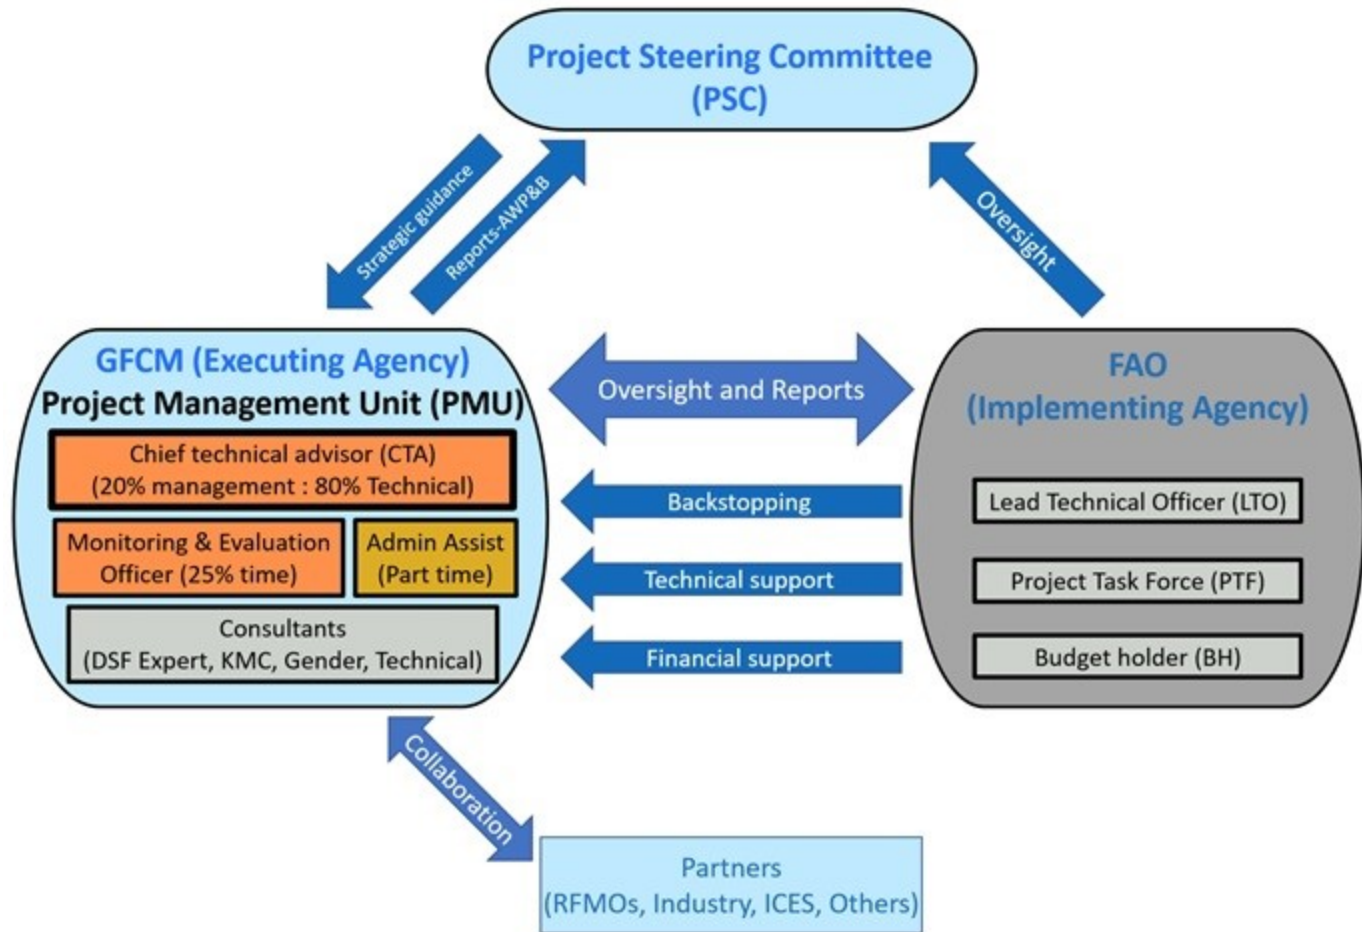 Project Steering Committee
(PSC)
Strategic guidance
Reports-AWP&B
Oversight
GFCM (Executing Agency)
Project Management Unit (PMU)
Chief technical advisor (CTA)
(20% management : 80% Technical)
Monitoring & Evaluation
Officer (25% time)
Admin Assist
(Part time)
Consultants
(DSF Expert, KMC, Gender, Technical)
Oversight and Reports
Backstopping
Technical support
Financial support
FAO
(Implementing Agency)
Lead Technical Officer (LTO)
Project Task Force (PTF)
Budget holder (BH)
Collaboration
Partners
(RFMOs, Industry, ICES, Others)